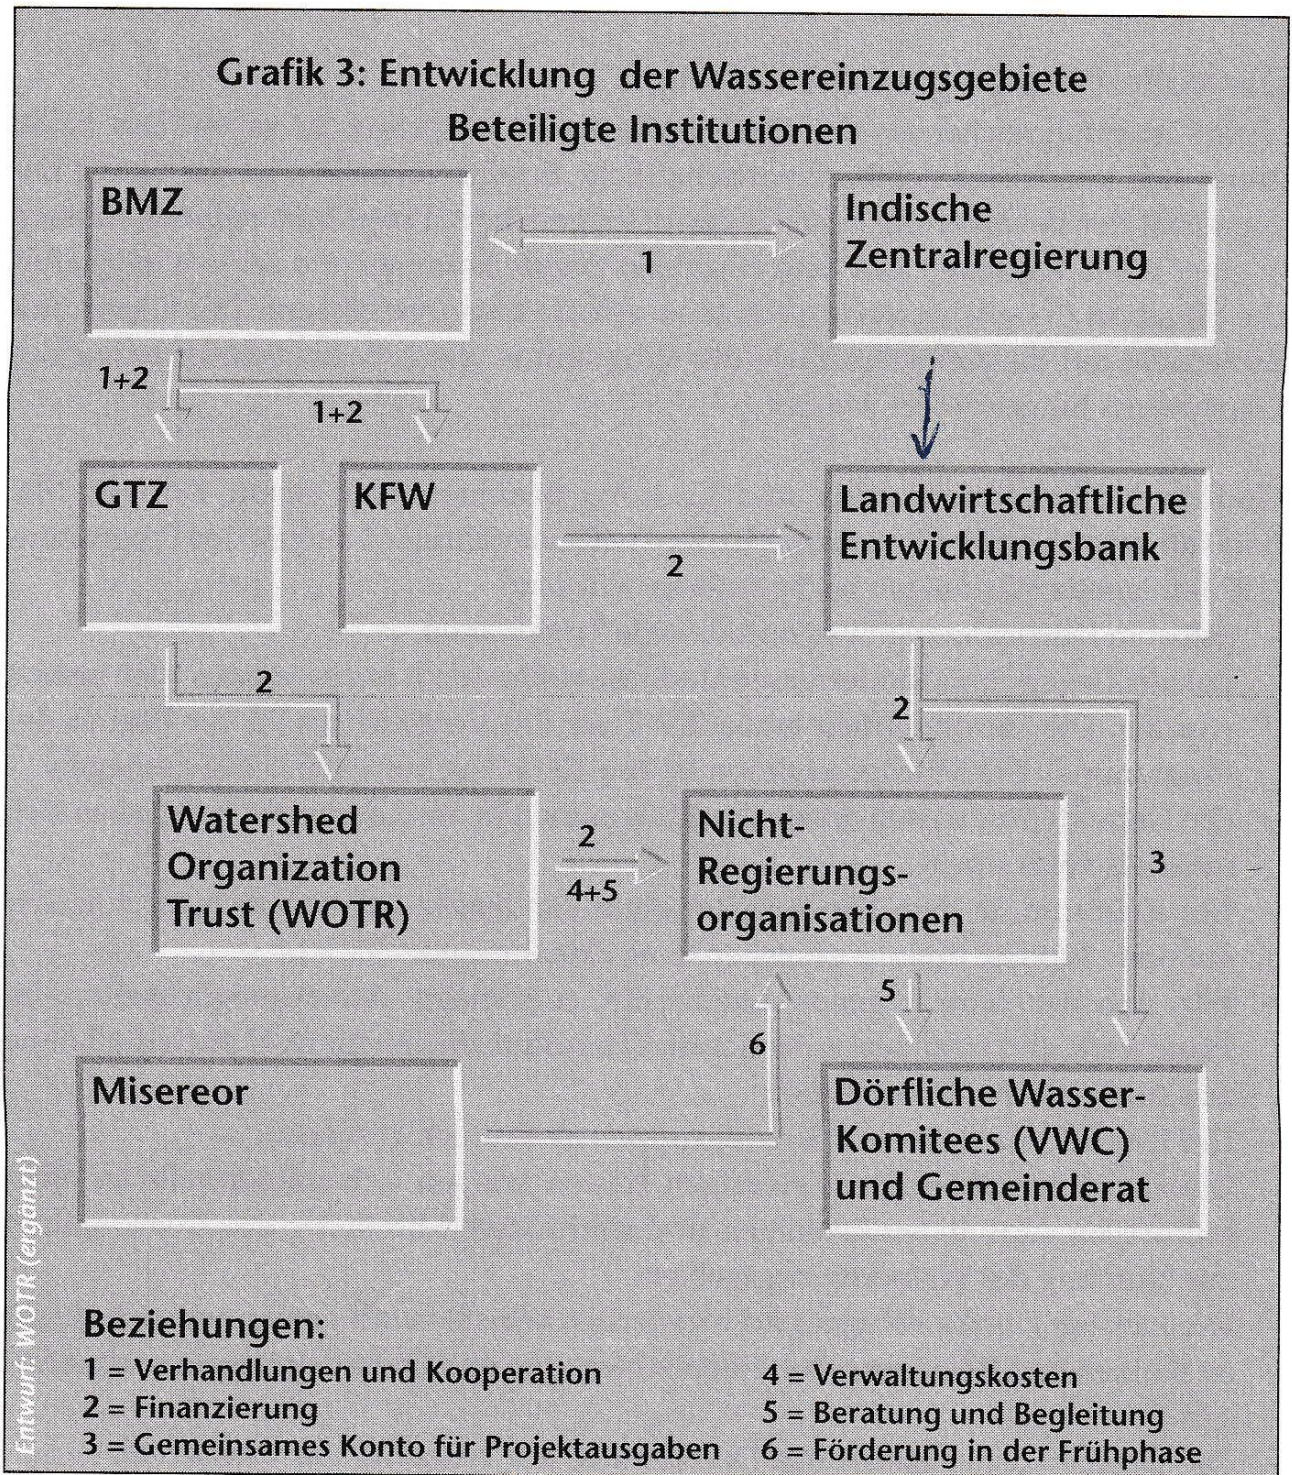 Grafik 3: Entwicklung der Wassereinzugsgebiete
Beteiligte Institutionen
BMZ
Indische
Zentralregierung
1
1+2
1+2
GTZ
KFW
Landwirtschaftliche
Entwicklungsbank
2
2
2
Watershed
Organization
Trust (WOTR)
2
4+5
Nicht-
Regierungs-
organisationen
3
5
6
Misereor
Dörfliche Wasser-
Komitees (VWC)
und Gemeinderat
Entwurf: WOTR (ergänzt)
Beziehungen:
1 = Verhandlungen und Kooperation
2 = Finanzierung
3 = Gemeinsames Konto für Projektausgaben
4 = Verwaltungskosten
5 = Beratung und Begleitung
6 = Förderung in der Frühphase